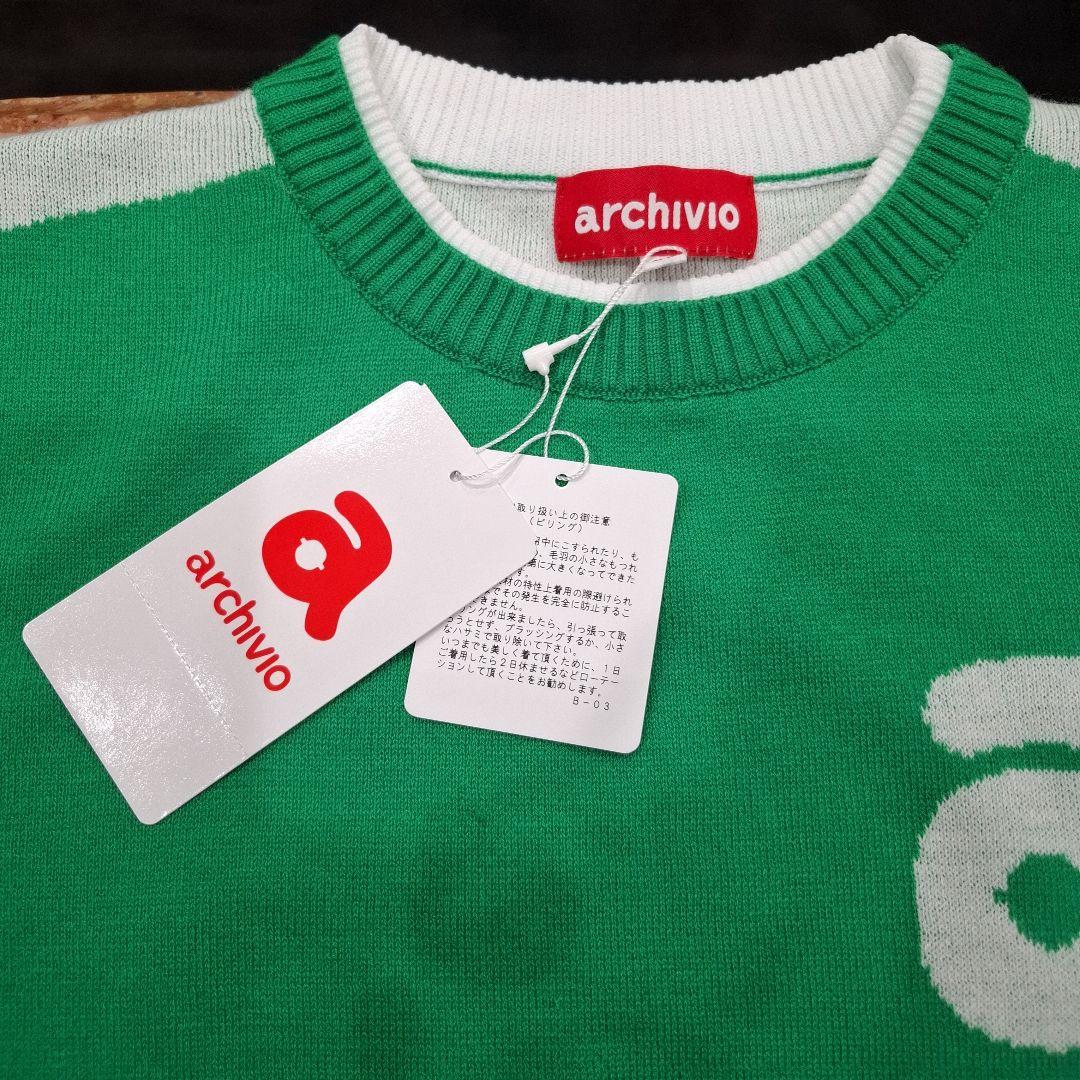 archivio
archivio
取り扱い上の御注意
(ピリング)
中にこすられたり、も
、毛羽の小さなもつれ
第に大きくなってできた
す。
材の特性上着用の際避けられ
でその発生を完全に防止するこ
できません。
リングが出来ましたら、引っ張って取
ろうとせず、ブラッシングするか、小さ
なハサミで取り除いて下さい。
いつまでも美しく着て頂くために、1日
ご着用したら2日休ませるなどローテー
ションして頂くことをお勧めします。
B-03